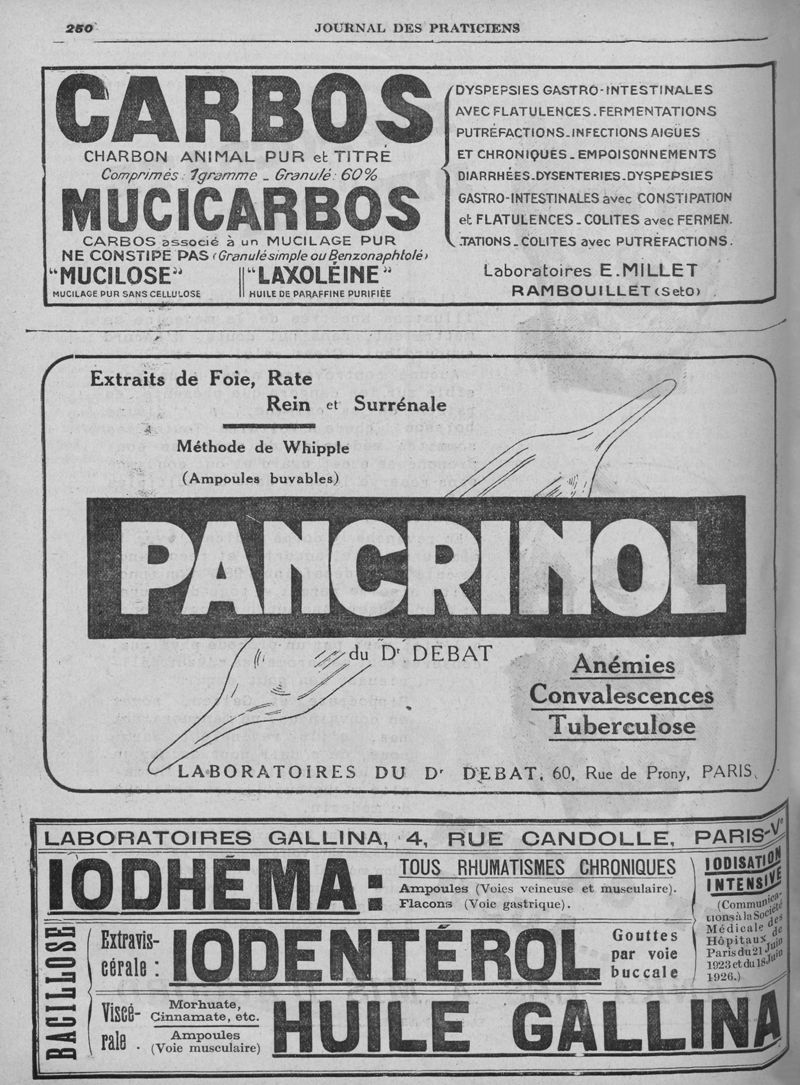 250
JOURNAL DES PRATICIENS
CARBOS
CHARBON ANIMAL PUR et TITRÉ
Comprimés : 1gramme _ Granulé : 60%
MUCICARBOS
CARBOS associé à un MUCILAGE PUR
NE CONSTIPE PAS (Granulé simple ou Benzonaphtolé)
"MUCILOSE"
MUCILAGE PUR SANS CELLULOSE
"LAXOLÉINE"
HUILE DE PARAFFINE PURIFIÉE
DYSPEPSIES GASTRO-INTESTINALES
AVEC FLATULENCES.FERMENTATIONS
PUTRÉFACTIONS_INFECTIONS AIGÜES
ET CHRONIQUES _ EMPOISONNEMENTS
DIARRHÉES.DYSENTERIES.DYSPEPSIES
GASTRO-INTESTINALES avec CONSTIPATION
et FLATULENCES _ COLITES avec FERMEN.
.TATIONS _ COLITES avec PUTRÉFACTIONS.
Laboratoires E.MILLET
RAMBOUILLET (Seto)
Extraits de Foie, Rate
Rein et Surrénale
Méthode de Whipple
(Ampoules buvables)
PANCRINOL
du Dr DEBAT
Anémies
Convalescences
Tuberculose
LABORATOIRES DU Dr DEBAT, 60, Rue de Prony, PARIS
LABORATOIRES GALLINA, 4, RUE CANDOLLE, PARIS-Ve
IODHÉMA :
TOUS RHUMATISMES CHRONIQUES
Ampoules (Voies veineuse et musculaire).
Flacons (Voie gastrique).
IODISATION
INTENSIVE
(Communica-
tions à la Société
Médicale des
Hôpitaux de
Paris du 21 Juin
1923 et du 18 Juin
1926.)
BACILLOSE
Extravis-
cérale :
IODENTÉROL
Gouttes
par voie
buccale
Viscé-
rale .
Morhuate,
Cinnamate, etc.
Ampoules
(Voie musculaire)
HUILE GALLINA